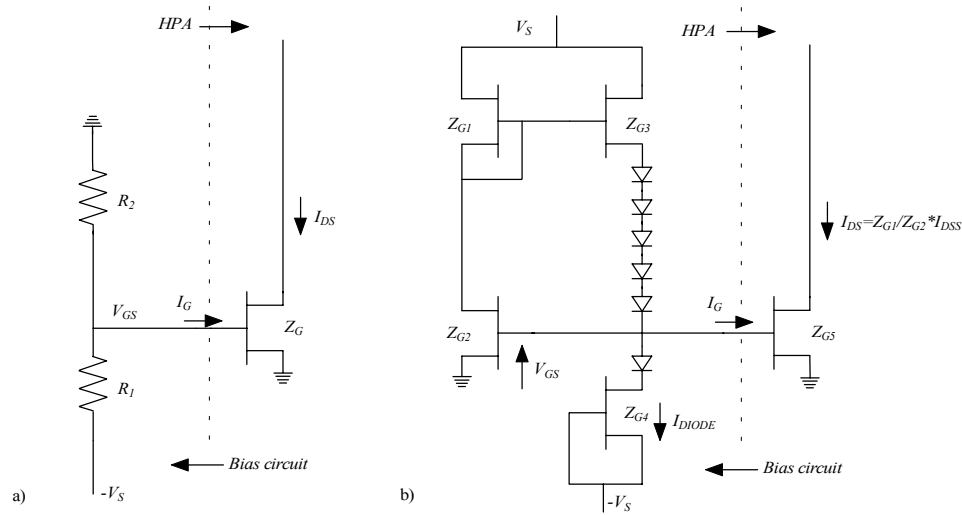 HPA
R2
IDS
VGS
IG
ZG
R1
Bias circuit
-VS
a)
VS
HPA
ZG1
ZG3
IDS=ZG1/ZG2*IDSS
ZG2
IG
ZG5
VGS
ZG4
IDIODE
Bias circuit
-VS
b)